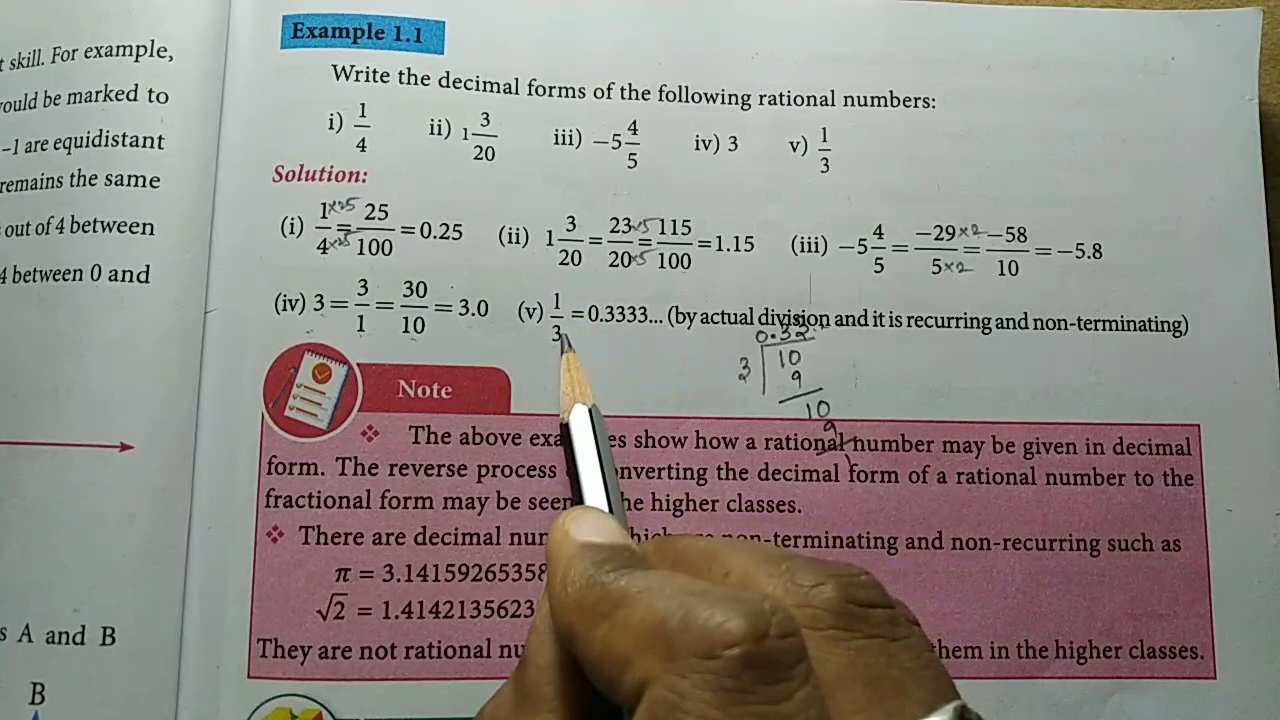 t skill. For example,
ould be marked to
–1 are equidistant
remains the same
out of 4 between
4 between 0 and
s A and B
B
Example 1.1
Write the decimal forms of the following rational numbers:
i) 1/4 ii) 1 3/20 iii) −5 4/5 iv) 3 v) 1/3
Solution:
(i) 1×25/4×25 = 25/100 = 0.25 (ii) 1 3/20 = 23×5/20×5 = 115/100 = 1.15 (iii) −5 4/5 = −29×2/5×2 = −58/10 = −5.8
(iv) 3 = 3/1 = 30/10 = 3.0 (v) 1/3 = 0.3333... (by actual division and it is recurring and non-terminating)
0.33
3 10
9
10
9
Note
❖ The above es show how a rational number may be given in decimal
form. The reverse process converting the decimal form of a rational number to the
fractional form may be seen the higher classes.
❖ There are decimal non-terminating and non-recurring such as
π = 3.1415926535
√2 = 1.4142135623
They are not rational them in the higher classes.